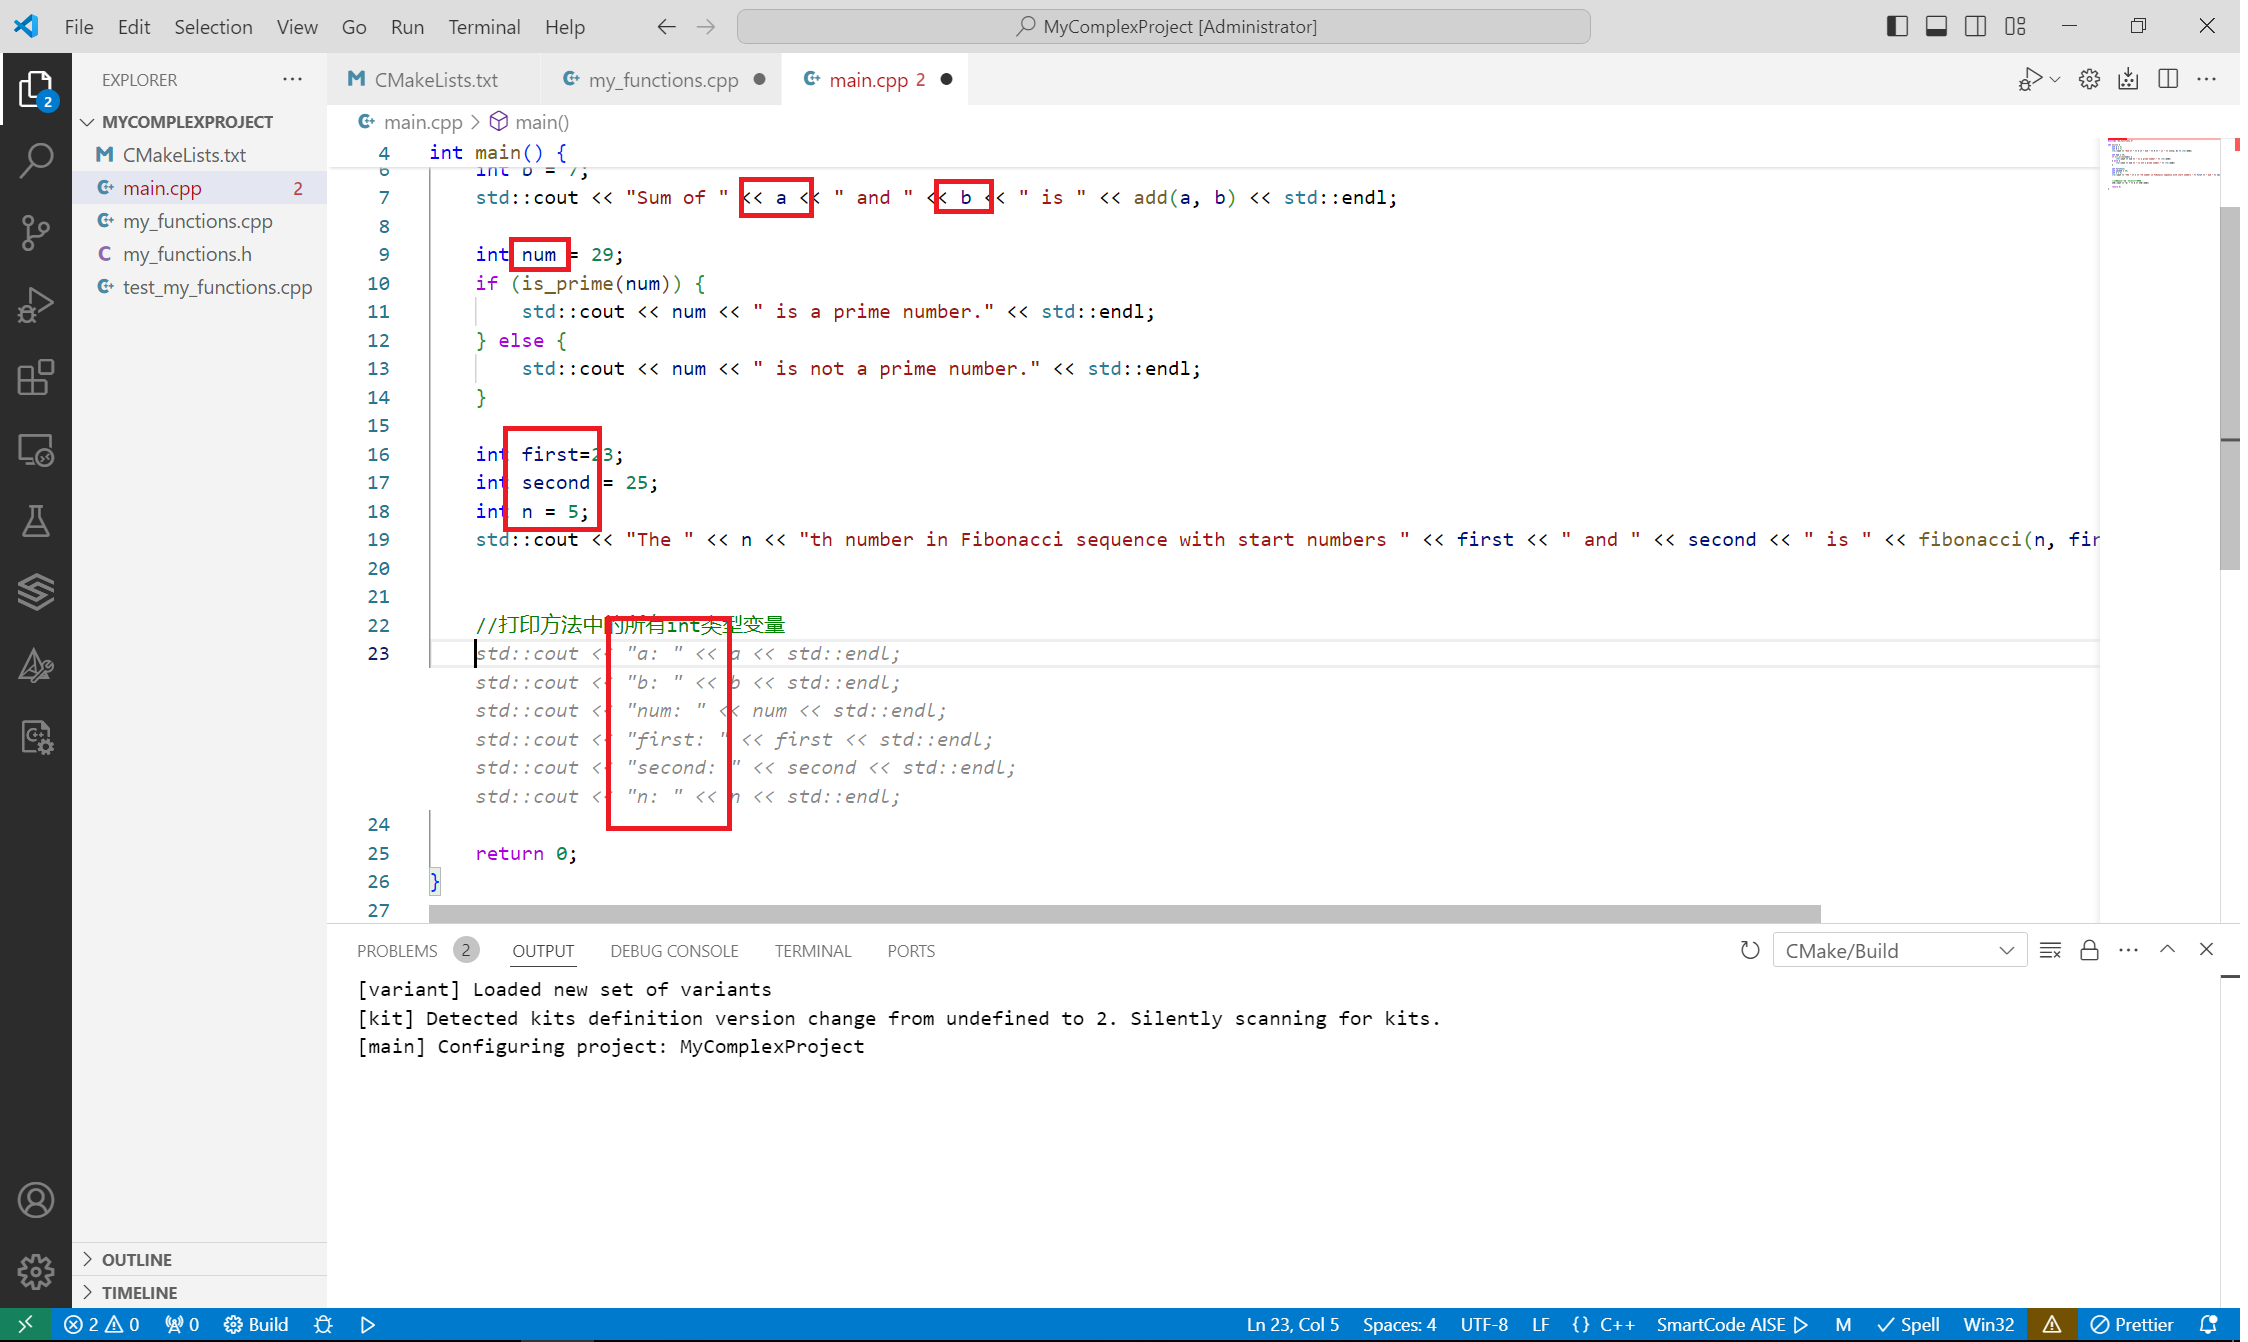 File Edit Selection View Go Run Terminal Help
MyComplexProject [Administrator]
EXPLORER
2
MYCOMPLEXPROJECT
CMakeLists.txt
main.cpp 2
my_functions.cpp
my_functions.h
test_my_functions.cpp
OUTLINE
TIMELINE
CMakeLists.txt my_functions.cpp main.cpp 2
main.cpp > main()
4 int main() {
6 int b = 7;
7 std::cout << "Sum of " << a << " and " << b << " is " << add(a, b) << std::endl;
8
9 int num = 29;
10 if (is_prime(num)) {
11 std::cout << num << " is a prime number." << std::endl;
12 } else {
13 std::cout << num << " is not a prime number." << std::endl;
14 }
15
16 int first=23;
17 int second = 25;
18 int n = 5;
19 std::cout << "The " << n << "th number in Fibonacci sequence with start numbers " << first << " and " << second << " is " << fibonacci(n, fir
20
21
22 //打印方法中的所有int类型变量
23 std::cout << "a: " << a << std::endl;
std::cout << "b: " << b << std::endl;
std::cout << "num: " << num << std::endl;
std::cout << "first: " << first << std::endl;
std::cout << "second: " << second << std::endl;
std::cout << "n: " << n << std::endl;
24
25 return 0;
26 }
27
PROBLEMS 2 OUTPUT DEBUG CONSOLE TERMINAL PORTS
CMake/Build
[variant] Loaded new set of variants
[kit] Detected kits definition version change from undefined to 2. Silently scanning for kits.
[main] Configuring project: MyComplexProject
2 0 0 Build Ln 23, Col 5 Spaces: 4 UTF-8 LF {} C++ SmartCode AISE M Spell Win32 Prettier